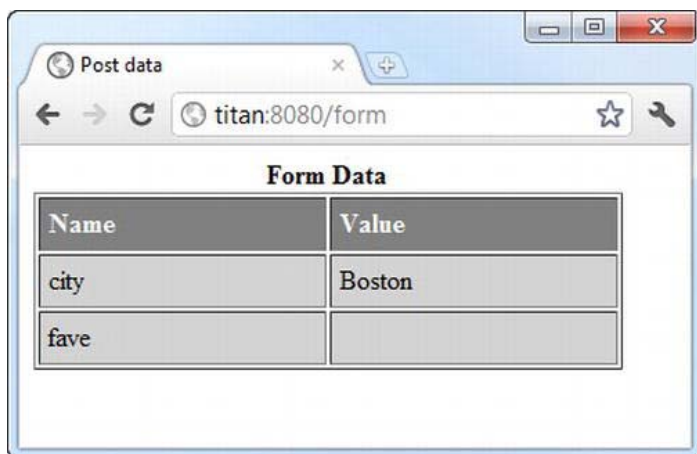 Post data
titan:8080/form
Form Data
Name Value
city Boston
fave